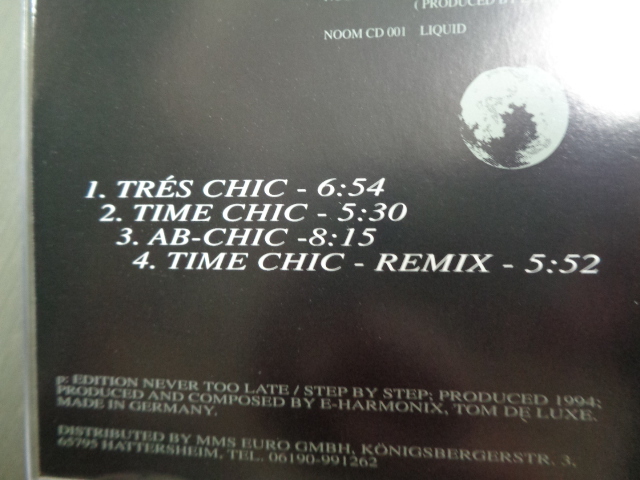 ( PRODUCED BY
NOOM CD 001 LIQUID
1. TRÉS CHIC - 6:54
2. TIME CHIC - 5:30
3. AB-CHIC -8:15
4. TIME CHIC - REMIX - 5:52
p: EDITION NEVER TOO LATE / STEP BY STEP; PRODUCED 1994;
PRODUCED AND COMPOSED BY E-HARMONIX, TOM DE LUXE.
MADE IN GERMANY.
DISTRIBUTED BY MMS EURO GMBH, KÖNIGSBERGERSTR. 3,
65795 HATTERSHEIM, TEL. 06190-991262